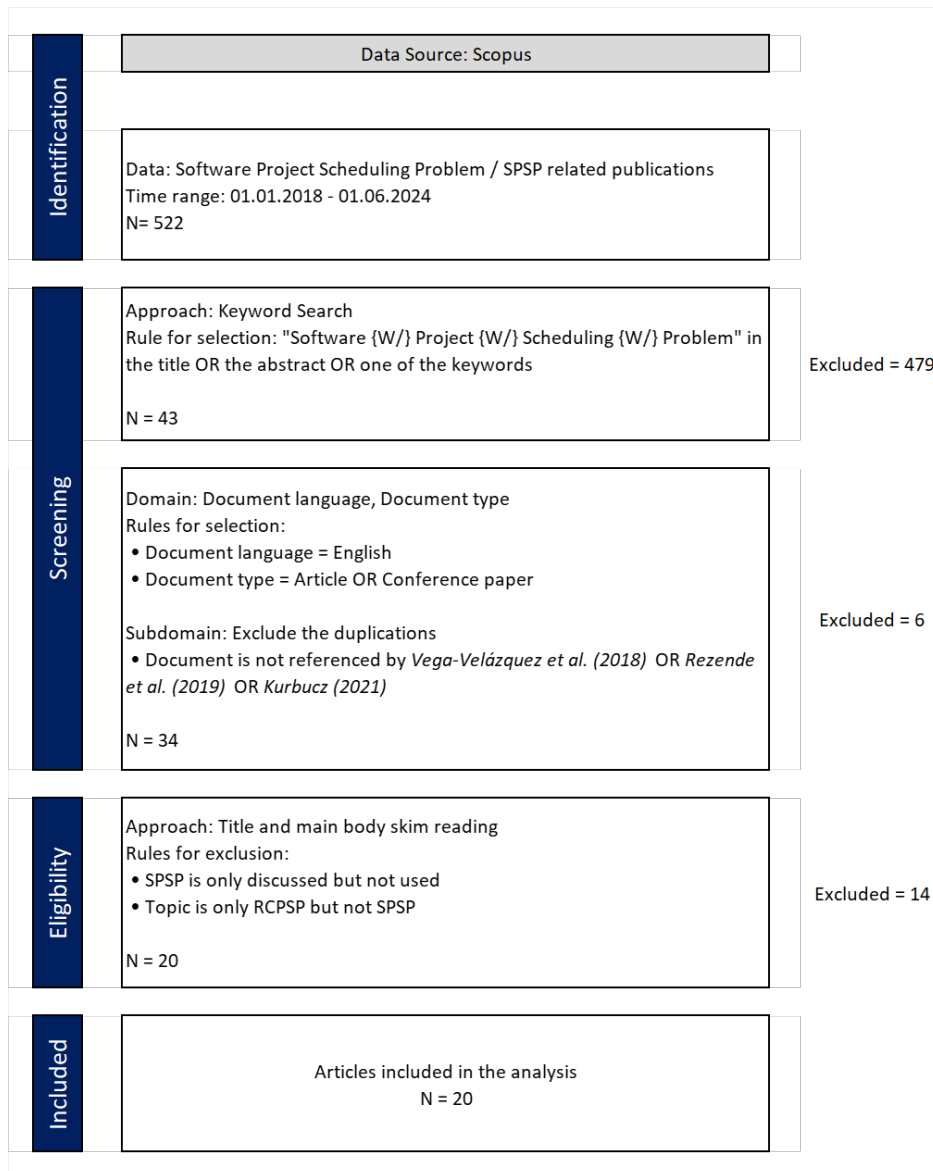 Identification
Data Source: Scopus
Data: Software Project Scheduling Problem / SPSP related publications
Time range: 01.01.2018 - 01.06.2024
N= 522
Screening
Approach: Keyword Search
Rule for selection: "Software {W/} Project {W/} Scheduling {W/} Problem" in
the title OR the abstract OR one of the keywords
N = 43
Excluded = 479
Domain: Document language, Document type
Rules for selection:
• Document language = English
• Document type = Article OR Conference paper
Subdomain: Exclude the duplications
• Document is not referenced by Vega-Velázquez et al. (2018) OR Rezende
et al. (2019) OR Kurbucz (2021)
N = 34
Excluded = 6
Eligibility
Approach: Title and main body skim reading
Rules for exclusion:
• SPSP is only discussed but not used
• Topic is only RCPSP but not SPSP
N = 20
Excluded = 14
Included
Articles included in the analysis
N = 20